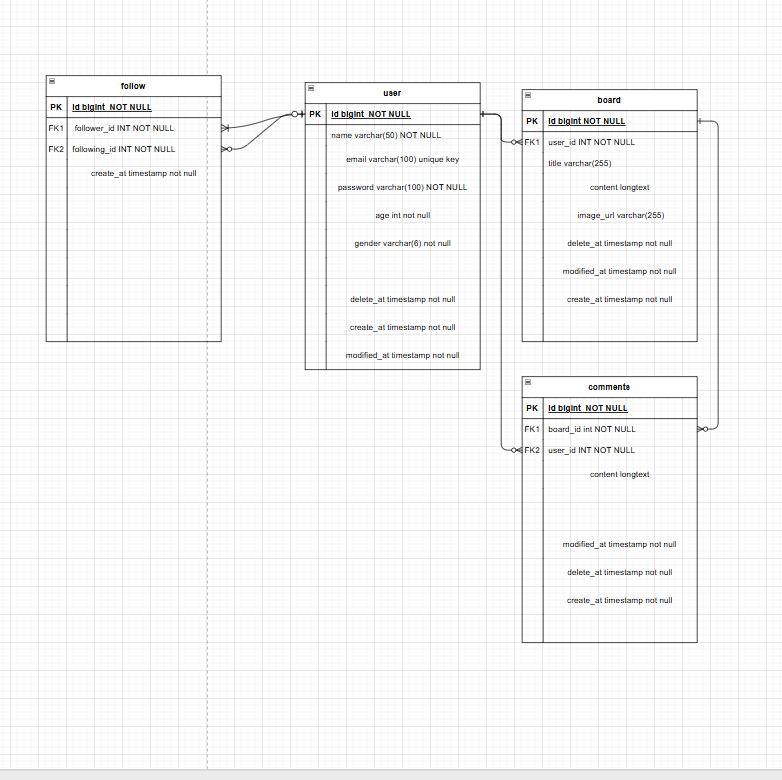 follow
PK id bigint NOT NULL
FK1 follower_id INT NOT NULL
FK2 following_id INT NOT NULL
create_at timestamp not null
user
PK id bigint NOT NULL
name varchar(50) NOT NULL
email varchar(100) unique key
password varchar(100) NOT NULL
age int not null
gender varchar(6) not null
delete_at timestamp not null
create_at timestamp not null
modified_at timestamp not null
board
PK id bigint NOT NULL
FK1 user_id INT NOT NULL
title varchar(255)
content longtext
image_url varchar(255)
delete_at timestamp not null
modified_at timestamp not null
create_at timestamp not null
comments
PK id bigint NOT NULL
FK1 board_id int NOT NULL
FK2 user_id INT NOT NULL
content longtext
modified_at timestamp not null
delete_at timestamp not null
create_at timestamp not null